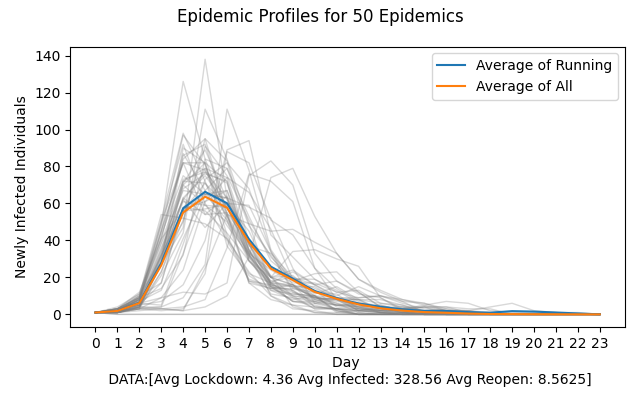 Epidemic Profiles for 50 Epidemics
140
120
100
80
60
40
20
0
Newly Infected Individuals
Average of Running
Average of All
0 1 2 3 4 5 6 7 8 9 10 11 12 13 14 15 16 17 18 19 20 21 22 23
Day
DATA:[Avg Lockdown: 4.36 Avg Infected: 328.56 Avg Reopen: 8.5625]